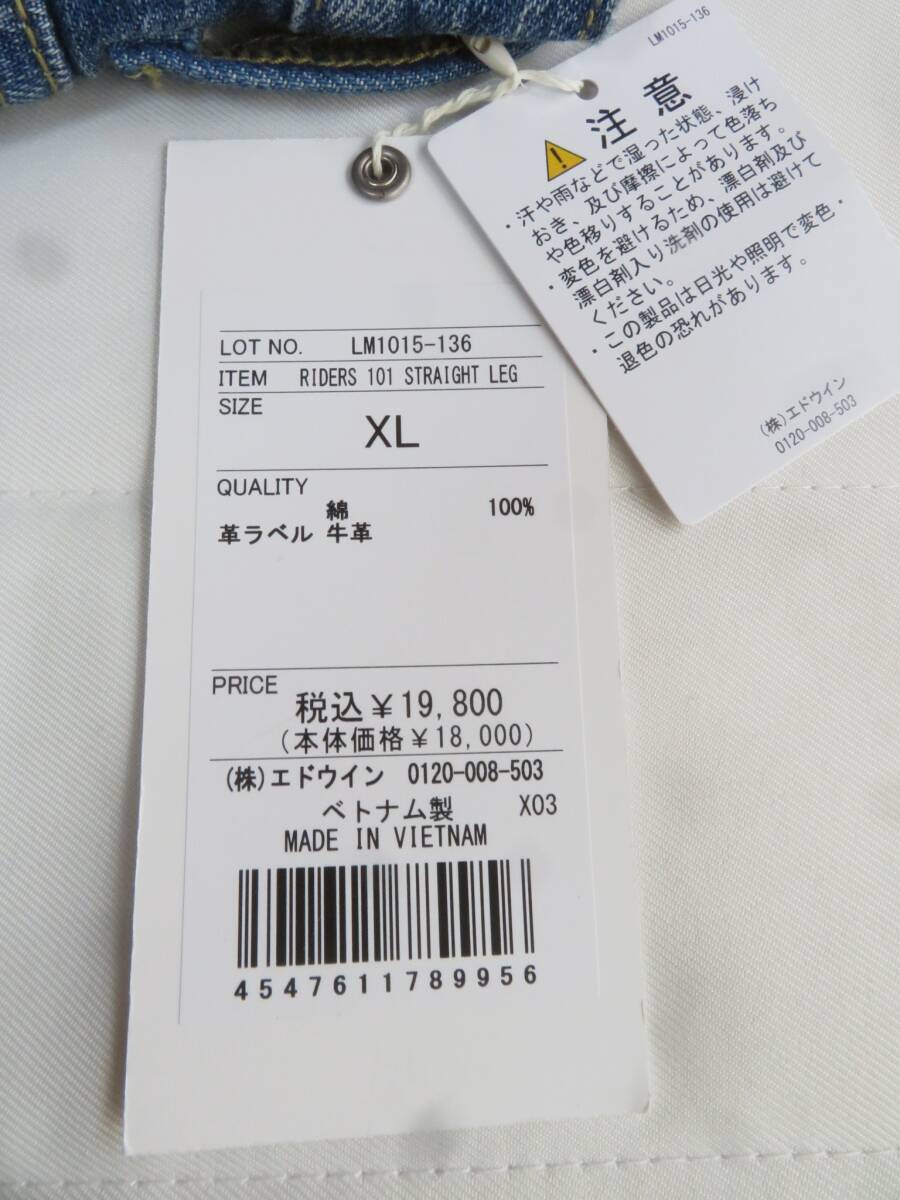 LM1015-136
注意
・汗や雨などで湿った状態、浸け
おき、及び摩擦によって色落ち
や色移りすることがあります。
・変色を避けるため、漂白剤及び
漂白剤入り洗剤の使用は避けて
ください。
・この製品は日光や照明で変色・
退色の恐れがあります。
(株)エドウイン
0120-008-503
LOT NO. LM1015-136
ITEM RIDERS 101 STRAIGHT LEG
SIZE
XL
QUALITY
綿 100%
革ラベル 牛革
PRICE
税込¥19,800
(本体価格¥18,000)
(株)エドウイン 0120-008-503
ベトナム製 X03
MADE IN VIETNAM
4547611789956